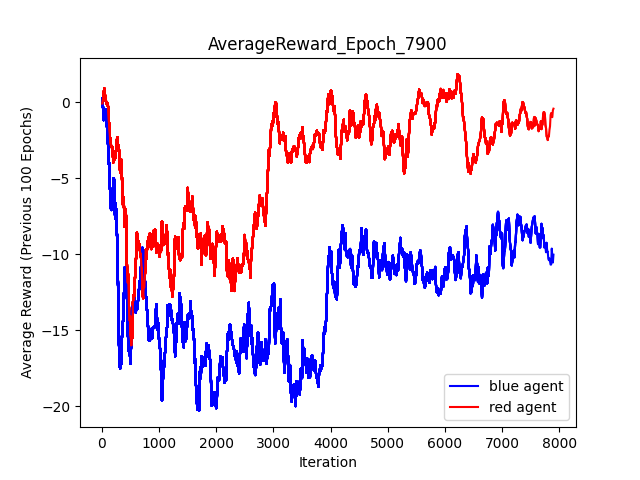 AverageReward_Epoch_7900
Average Reward (Previous 100 Epochs)
0
−5
−10
−15
−20
0 1000 2000 3000 4000 5000 6000 7000 8000
Iteration
blue agent
red agent